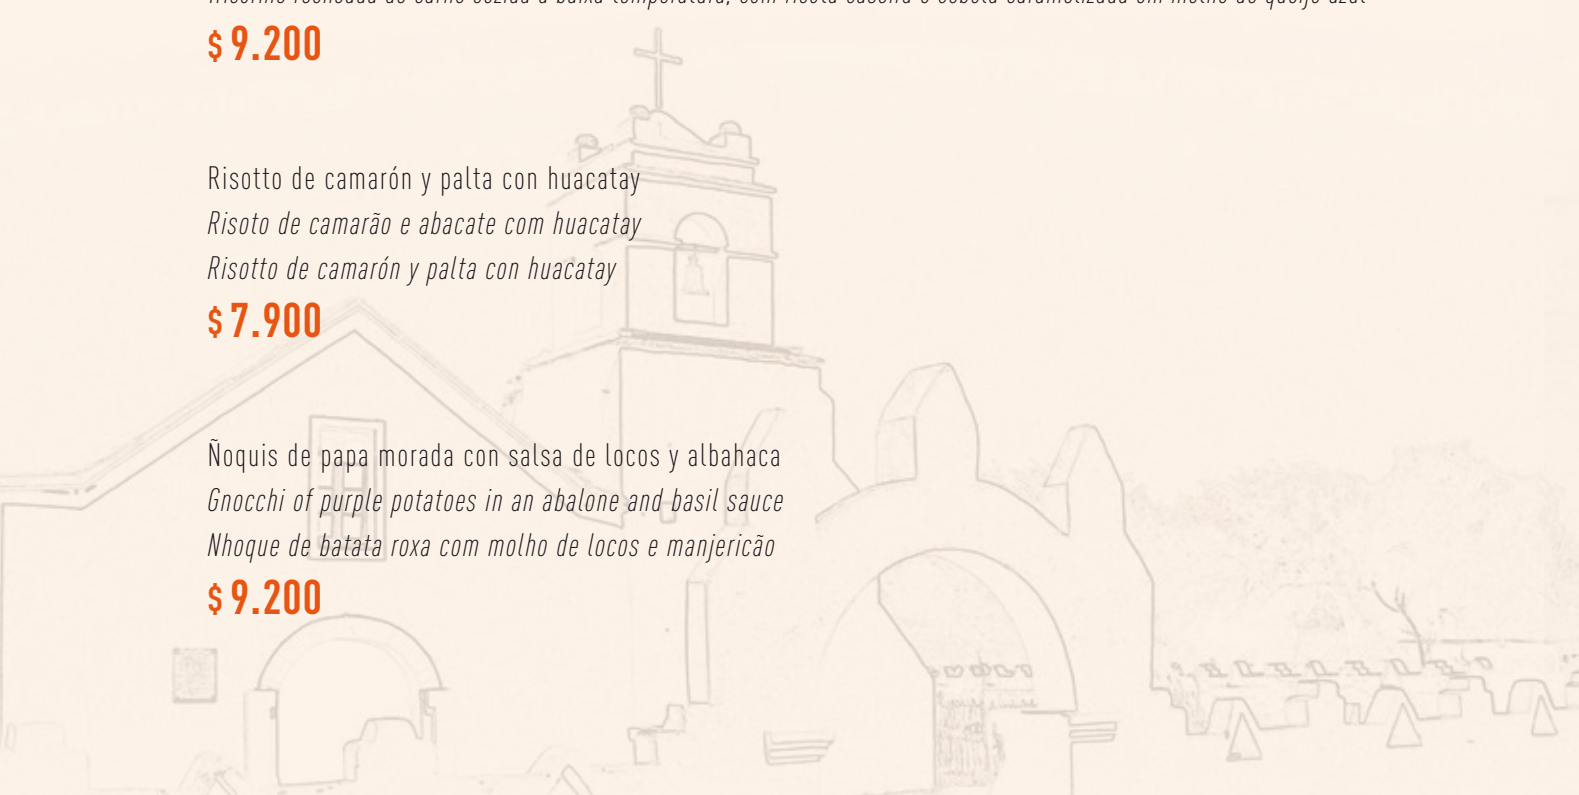 $ 9.200
Risotto de camarón y palta con huacatay
Risoto de camarão e abacate com huacatay
Risotto de camarón y palta con huacatay
$ 7.900
Ñoquis de papa morada con salsa de locos y albahaca
Gnocchi of purple potatoes in an abalone and basil sauce
Nhoque de batata roxa com molho de locos e manjericão
$ 9.200